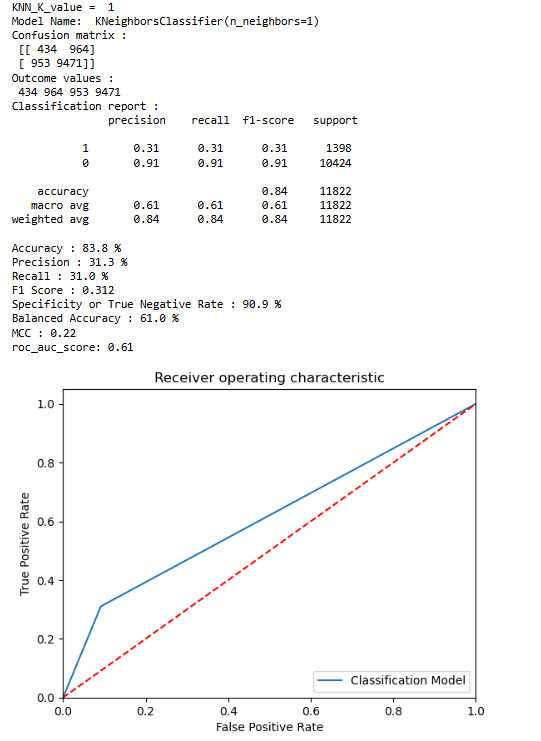 KNN_K_value =  1
Model Name:  KNeighborsClassifier(n_neighbors=1)
Confusion matrix :
 [[ 434  964]
 [ 953 9471]]
Outcome values :
 434 964 953 9471
Classification report :
              precision    recall  f1-score   support

           1       0.31      0.31      0.31      1398
           0       0.91      0.91      0.91     10424

    accuracy                           0.84     11822
   macro avg       0.61      0.61      0.61     11822
weighted avg       0.84      0.84      0.84     11822

Accuracy : 83.8 %
Precision : 31.3 %
Recall : 31.0 %
F1 Score : 0.312
Specificity or True Negative Rate : 90.9 %
Balanced Accuracy : 61.0 %
MCC : 0.22
roc_auc_score: 0.61
Receiver operating characteristic
True Positive Rate
1.0
0.8
0.6
0.4
0.2
0.0
Classification Model
0.0 0.2 0.4 0.6 0.8 1.0
False Positive Rate